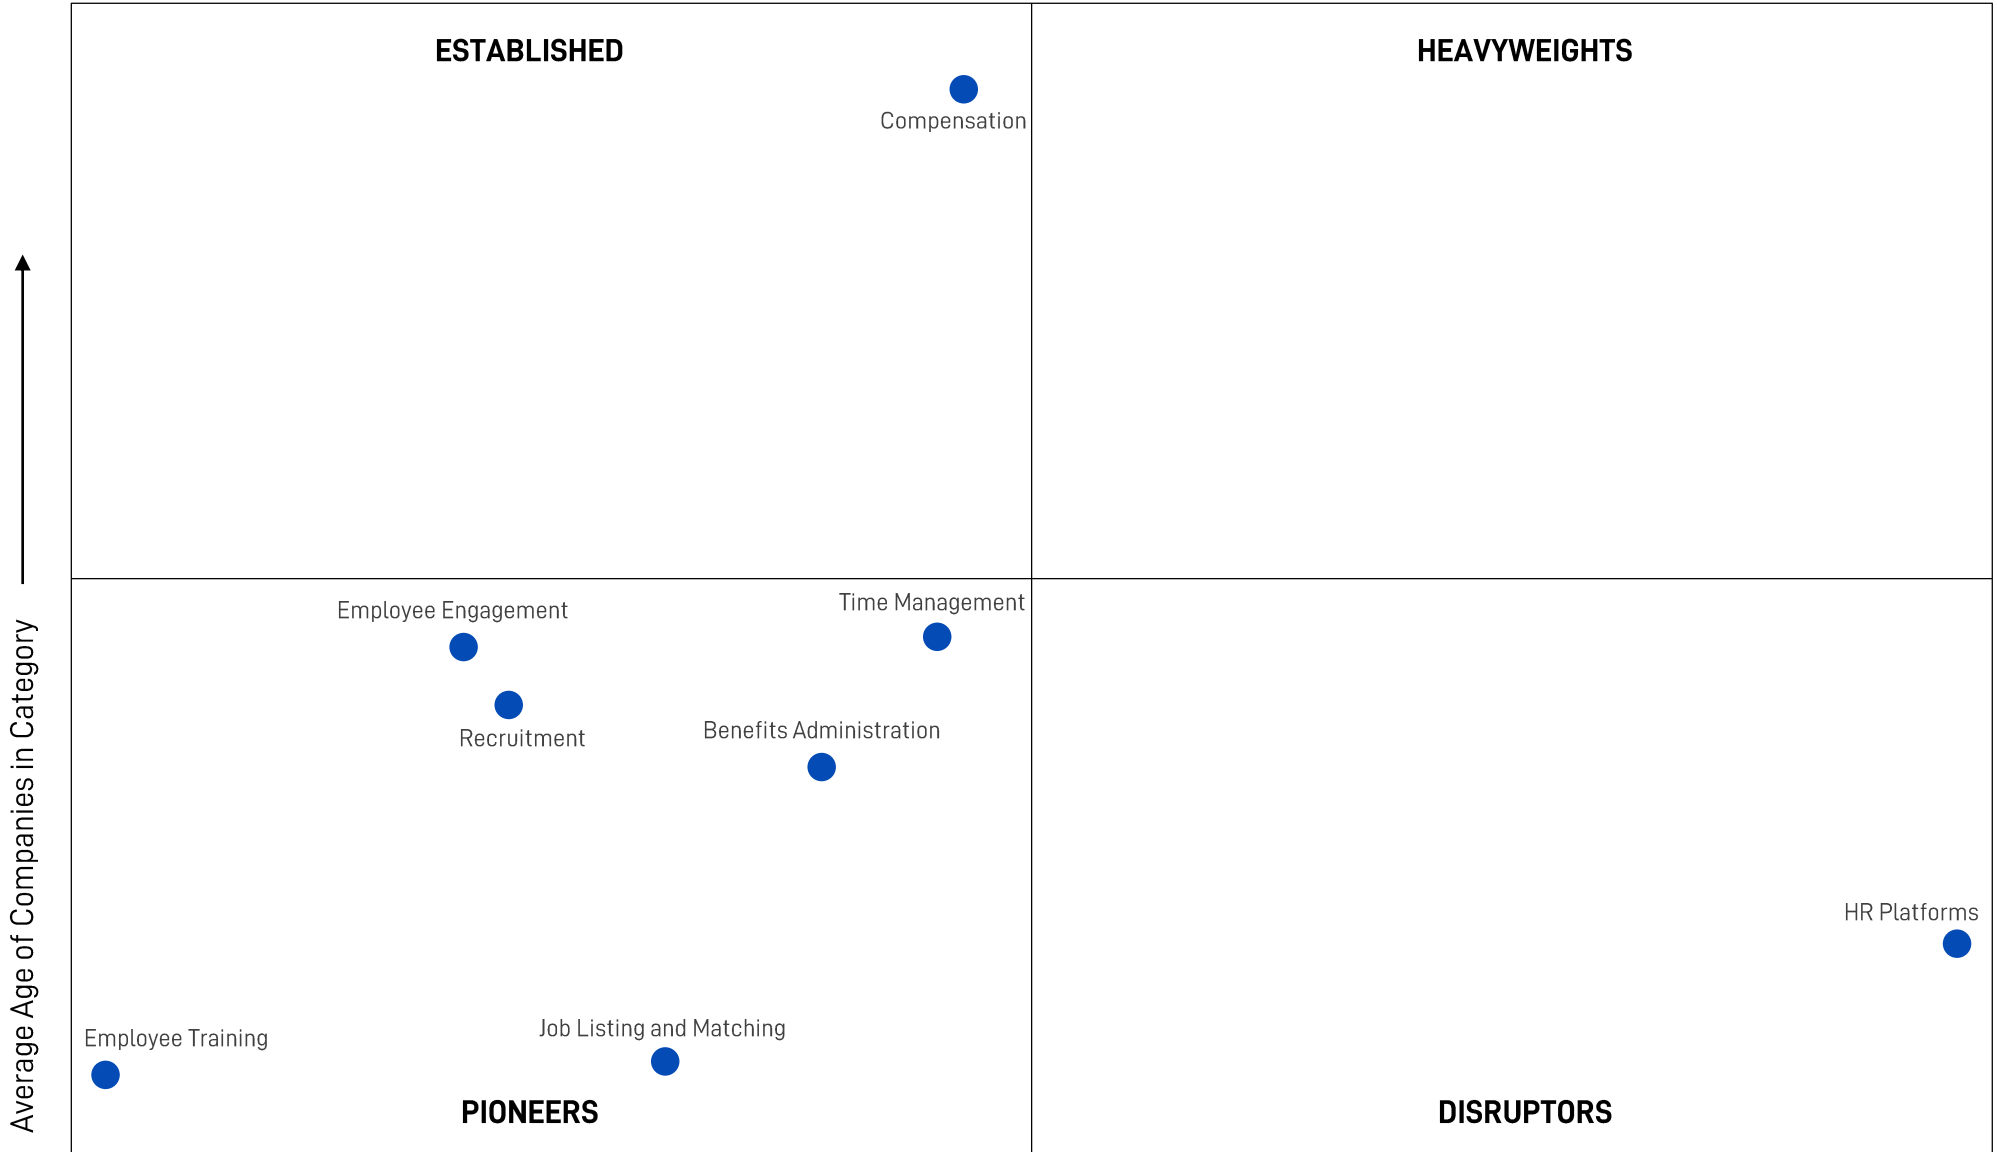 ESTABLISHED
HEAVYWEIGHTS
Compensation
Employee Engagement
Time Management
Recruitment
Benefits Administration
HR Platforms
Employee Training
Job Listing and Matching
PIONEERS
DISRUPTORS
Average Age of Companies in Category